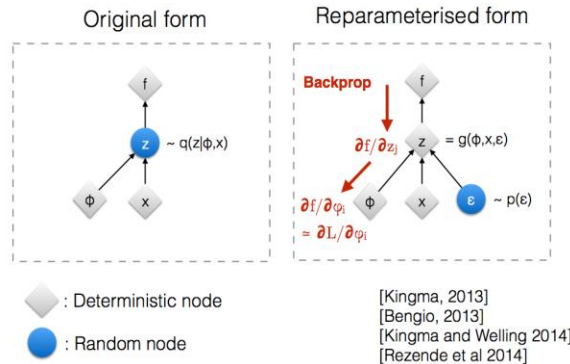 Original form
f
z ~ q(z|ϕ,x)
ϕ x
Reparameterised form
Backprop
f
∂f/∂zj
z = g(ϕ,x,ε)
∂f/∂φi
≃ ∂L/∂φi
ϕ x ε ~ p(ε)
: Deterministic node
: Random node
[Kingma, 2013]
[Bengio, 2013]
[Kingma and Welling 2014]
[Rezende et al 2014]